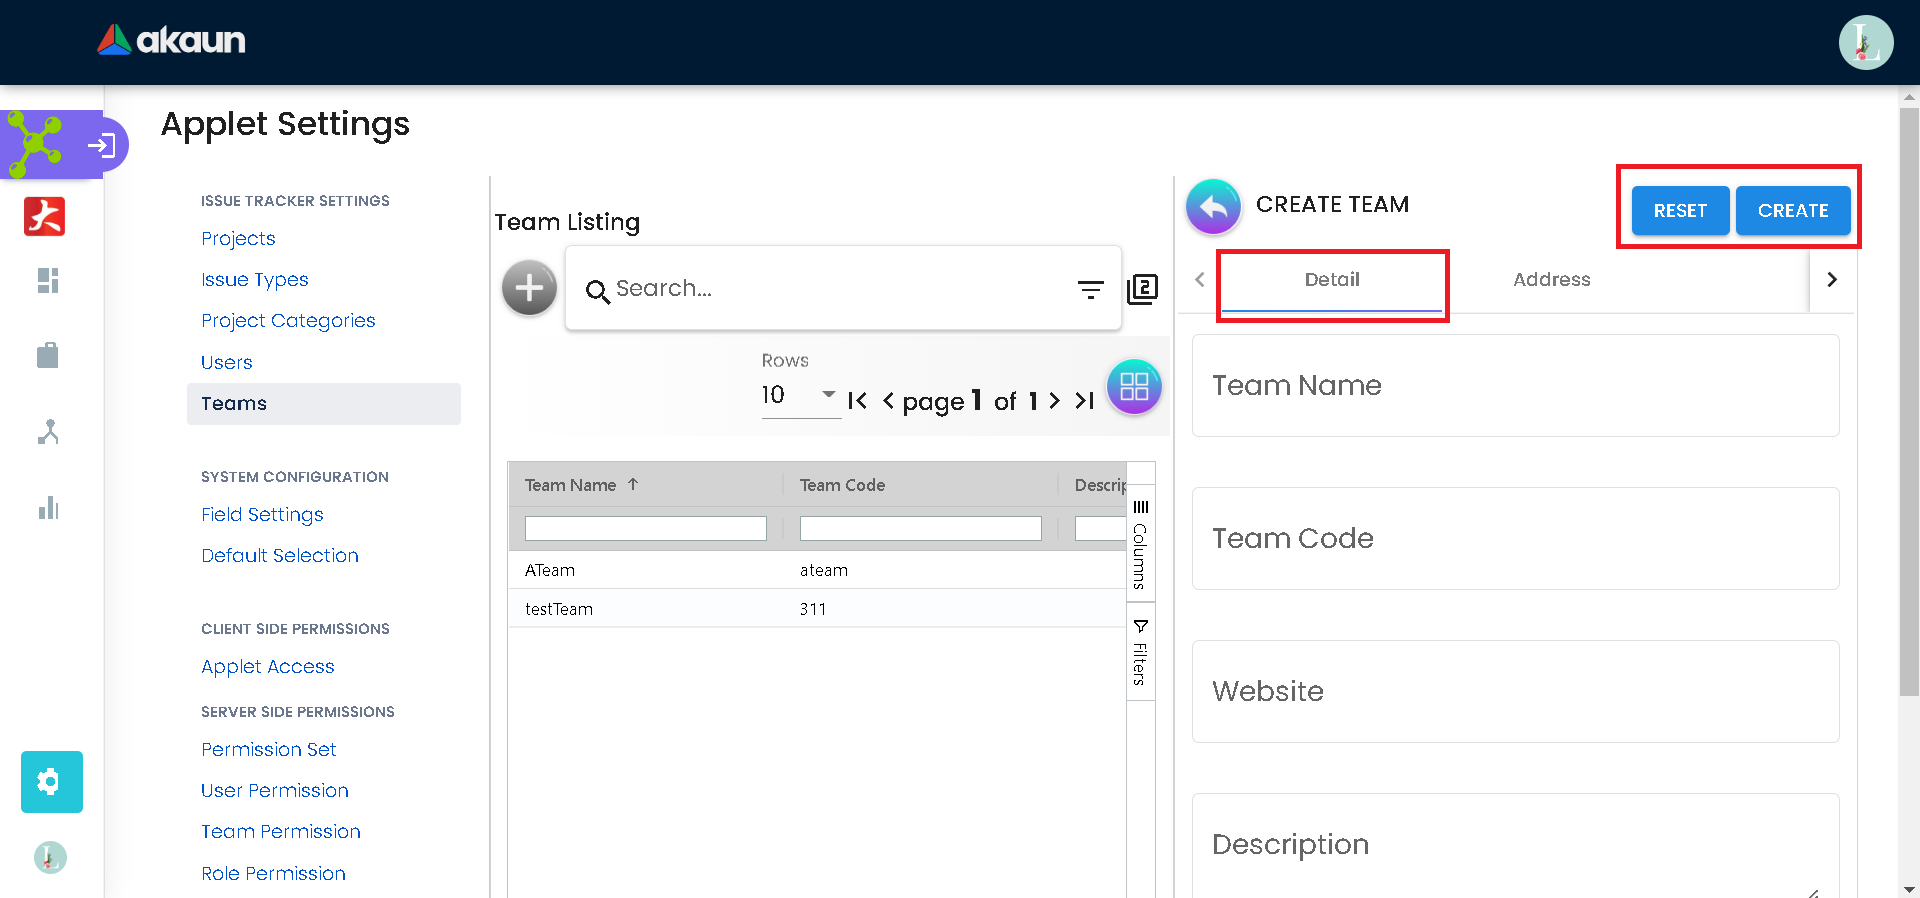 akaun
L
Applet Settings
ISSUE TRACKER SETTINGS
Projects
Issue Types
Project Categories
Users
Teams
SYSTEM CONFIGURATION
Field Settings
Default Selection
CLIENT SIDE PERMISSIONS
Applet Access
SERVER SIDE PERMISSIONS
Permission Set
User Permission
Team Permission
Role Permission
L
Team Listing
Search...
2
Rows
10
page 1 of 1
Team Name Team Code Descrip
ATeam ateam
testTeam 311
Columns
Filters
CREATE TEAM
RESET CREATE
Detail Address
Team Name
Team Code
Website
Description